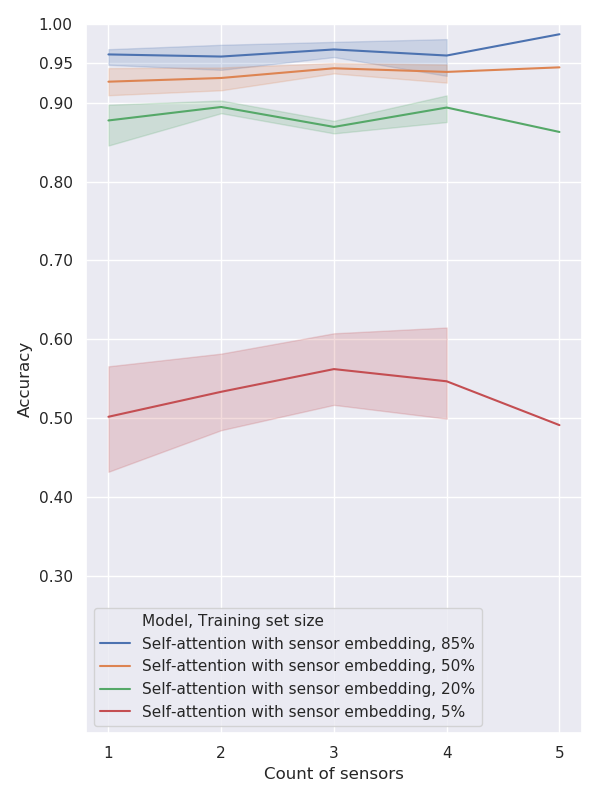 1.00
0.95
0.90
0.80
0.70
0.60
0.50
0.40
0.30
Accuracy
Model, Training set size
Self-attention with sensor embedding, 85%
Self-attention with sensor embedding, 50%
Self-attention with sensor embedding, 20%
Self-attention with sensor embedding, 5%
1 2 3 4 5
Count of sensors